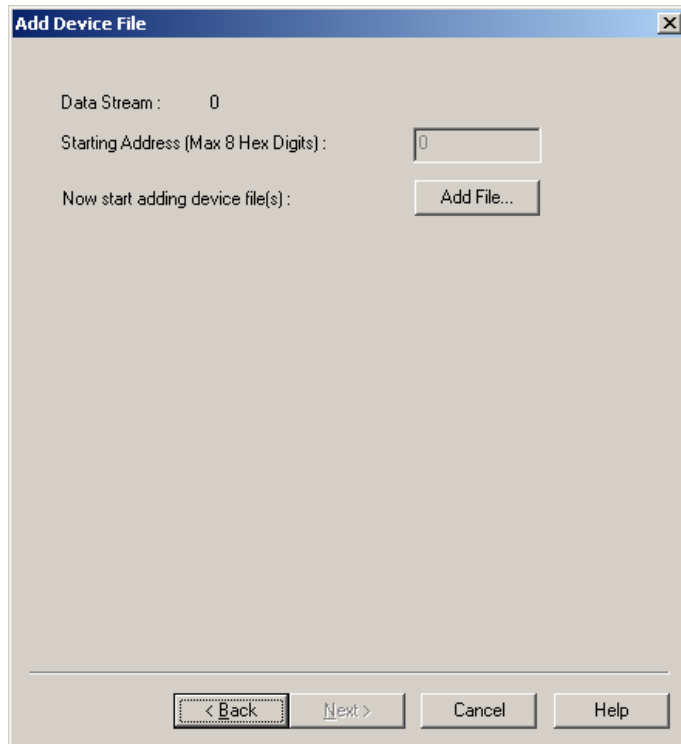 Add Device File
Data Stream : 0
Starting Address (Max 8 Hex Digits) : 0
Now start adding device file(s) : Add File...
< Back Next > Cancel Help